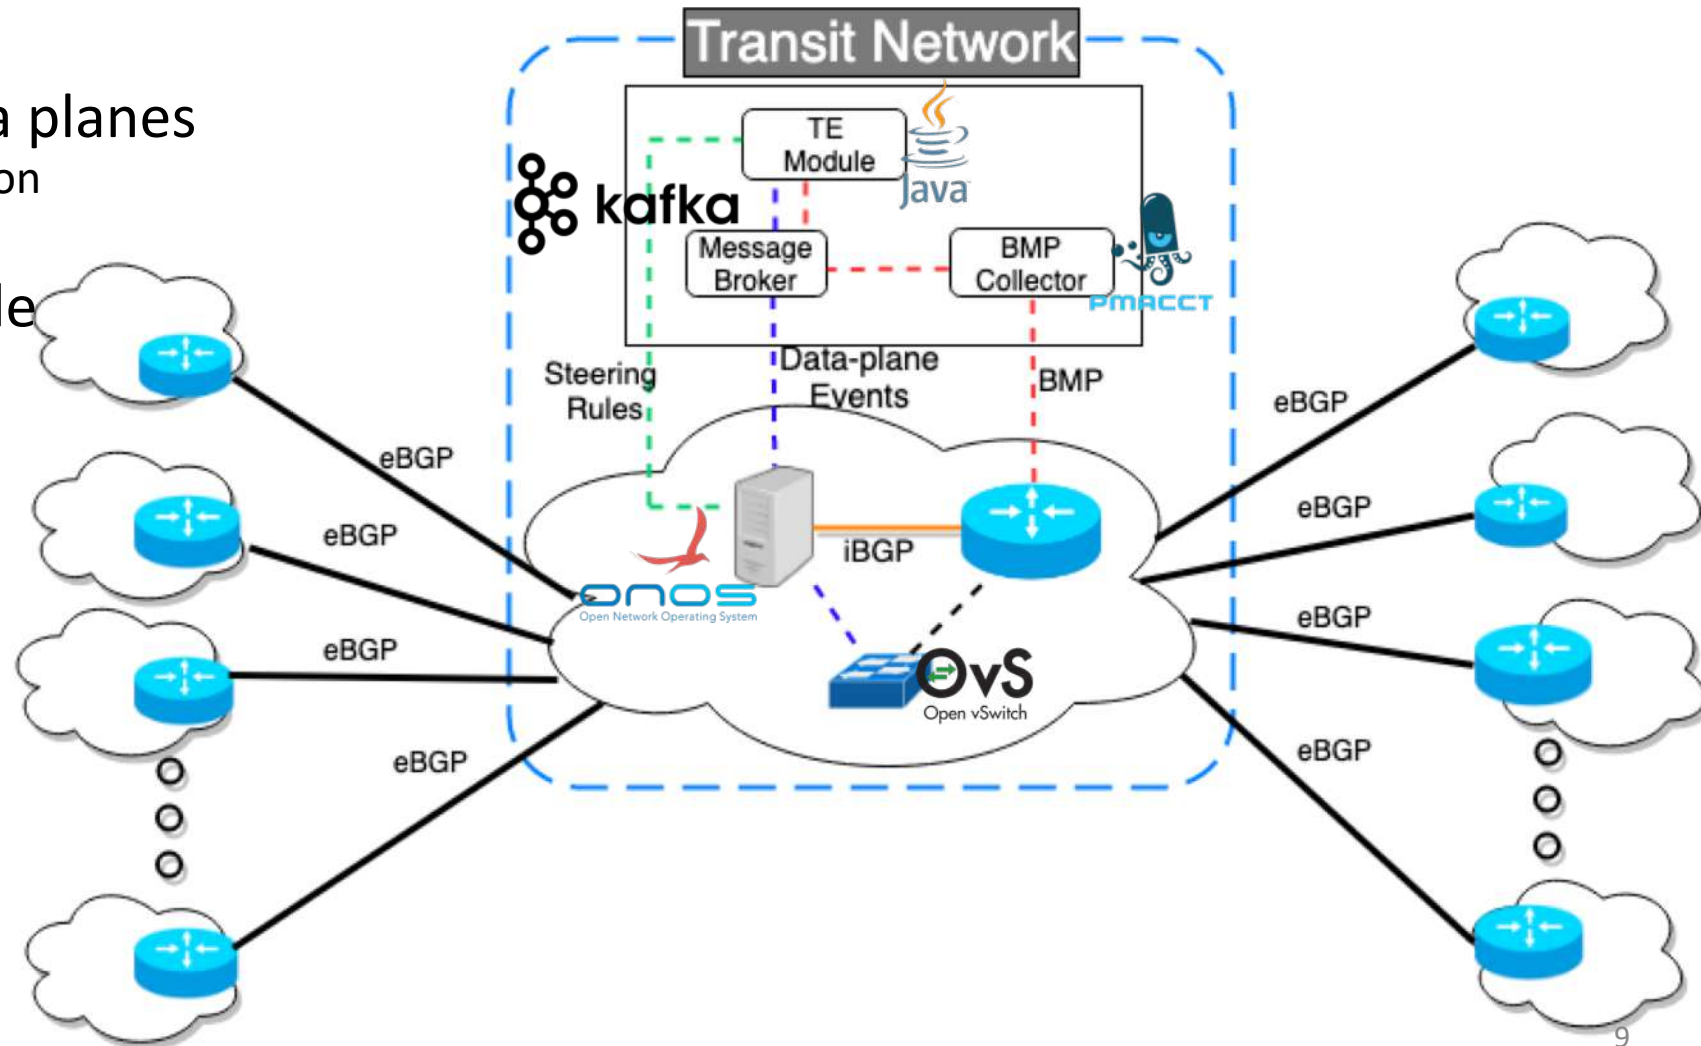 Transit Network
a planes
on
le
TE
Module
Java
kafka
Message
Broker
BMP
Collector
PMACCT
Steering
Rules
Data-plane
Events
BMP
eBGP
eBGP
eBGP
eBGP
iBGP
onos
Open Network Operating System
OvS
Open vSwitch
eBGP
eBGP
eBGP
eBGP
9